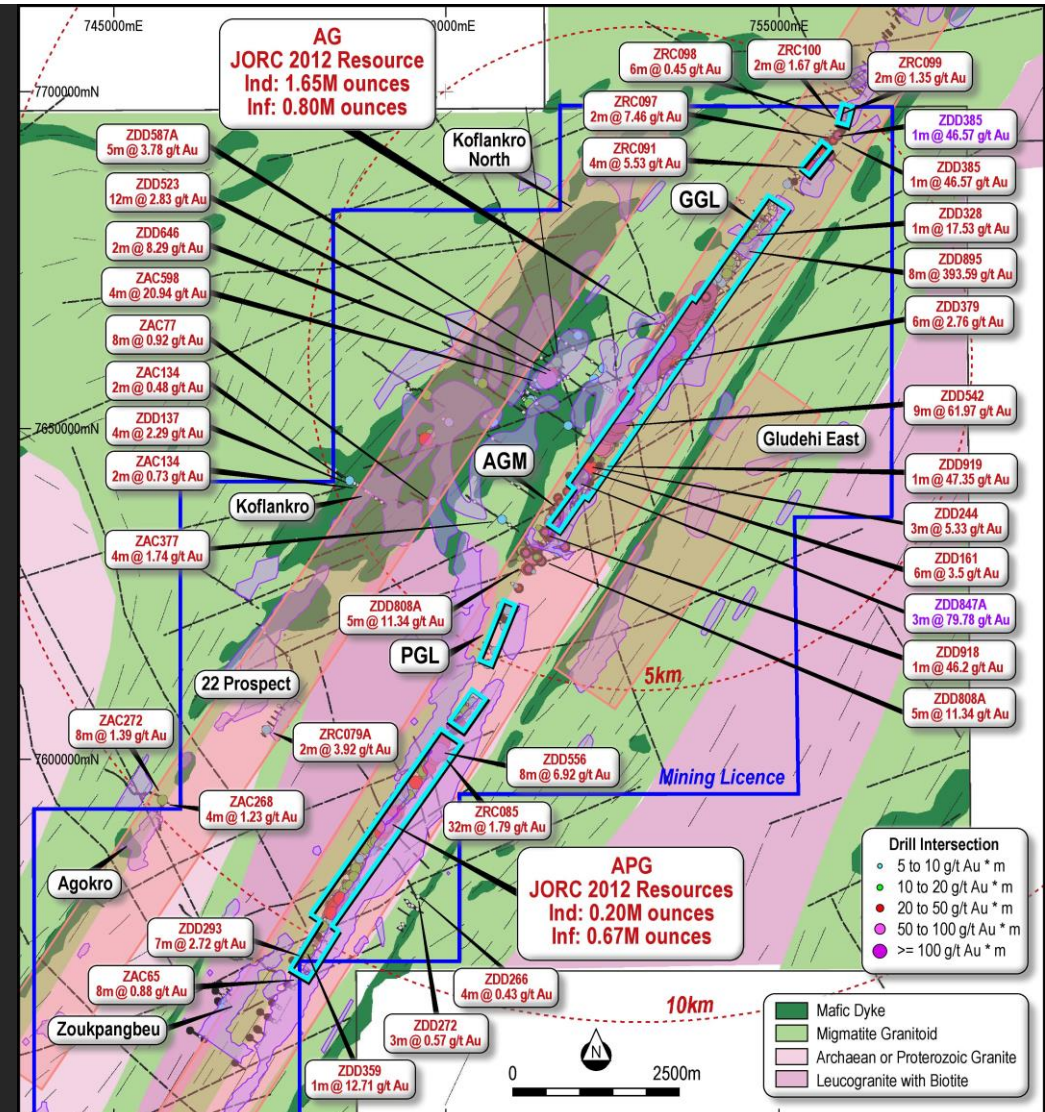 745000mE
755000mE
7700000mN
7650000mN
7600000mN
AG
JORC 2012 Resource
Ind: 1.65M ounces
Inf: 0.80M ounces
ZRC098
6m @ 0.45 g/t Au
ZRC100
2m @ 1.67 g/t Au
ZRC099
2m @ 1.35 g/t Au
ZRC097
2m @ 7.46 g/t Au
ZDD385
1m @ 46.57 g/t Au
ZRC091
4m @ 5.53 g/t Au
ZDD385
1m @ 46.57 g/t Au
ZDD587A
5m @ 3.78 g/t Au
Koflankro
North
ZDD523
12m @ 2.83 g/t Au
GGL
ZDD328
1m @ 17.53 g/t Au
ZDD646
2m @ 8.29 g/t Au
ZDD895
8m @ 393.59 g/t Au
ZAC598
4m @ 20.94 g/t Au
ZDD379
6m @ 2.76 g/t Au
ZAC77
8m @ 0.92 g/t Au
ZAC134
2m @ 0.48 g/t Au
ZDD542
9m @ 61.97 g/t Au
ZDD137
4m @ 2.29 g/t Au
Gludehi East
AGM
ZAC134
2m @ 0.73 g/t Au
ZDD919
1m @ 47.35 g/t Au
Koflankro
ZDD244
3m @ 5.33 g/t Au
ZAC377
4m @ 1.74 g/t Au
ZDD161
6m @ 3.5 g/t Au
ZDD808A
5m @ 11.34 g/t Au
ZDD847A
3m @ 79.78 g/t Au
PGL
ZDD918
1m @ 46.2 g/t Au
22 Prospect
5km
ZDD808A
5m @ 11.34 g/t Au
ZAC272
8m @ 1.39 g/t Au
ZRC079A
2m @ 3.92 g/t Au
ZDD556
8m @ 6.92 g/t Au
Mining Licence
ZAC268
4m @ 1.23 g/t Au
ZRC085
32m @ 1.79 g/t Au
Agokro
APG
JORC 2012 Resources
Ind: 0.20M ounces
Inf: 0.67M ounces
Drill Intersection
5 to 10 g/t Au * m
10 to 20 g/t Au * m
20 to 50 g/t Au * m
50 to 100 g/t Au * m
>= 100 g/t Au * m
ZDD293
7m @ 2.72 g/t Au
ZAC65
8m @ 0.88 g/t Au
ZDD266
4m @ 0.43 g/t Au
Zoukpangbeu
10km
ZDD272
3m @ 0.57 g/t Au
ZDD359
1m @ 12.71 g/t Au
N
0 2500m
Mafic Dyke
Migmatite Granitoid
Archaean or Proterozoic Granite
Leucogranite with Biotite